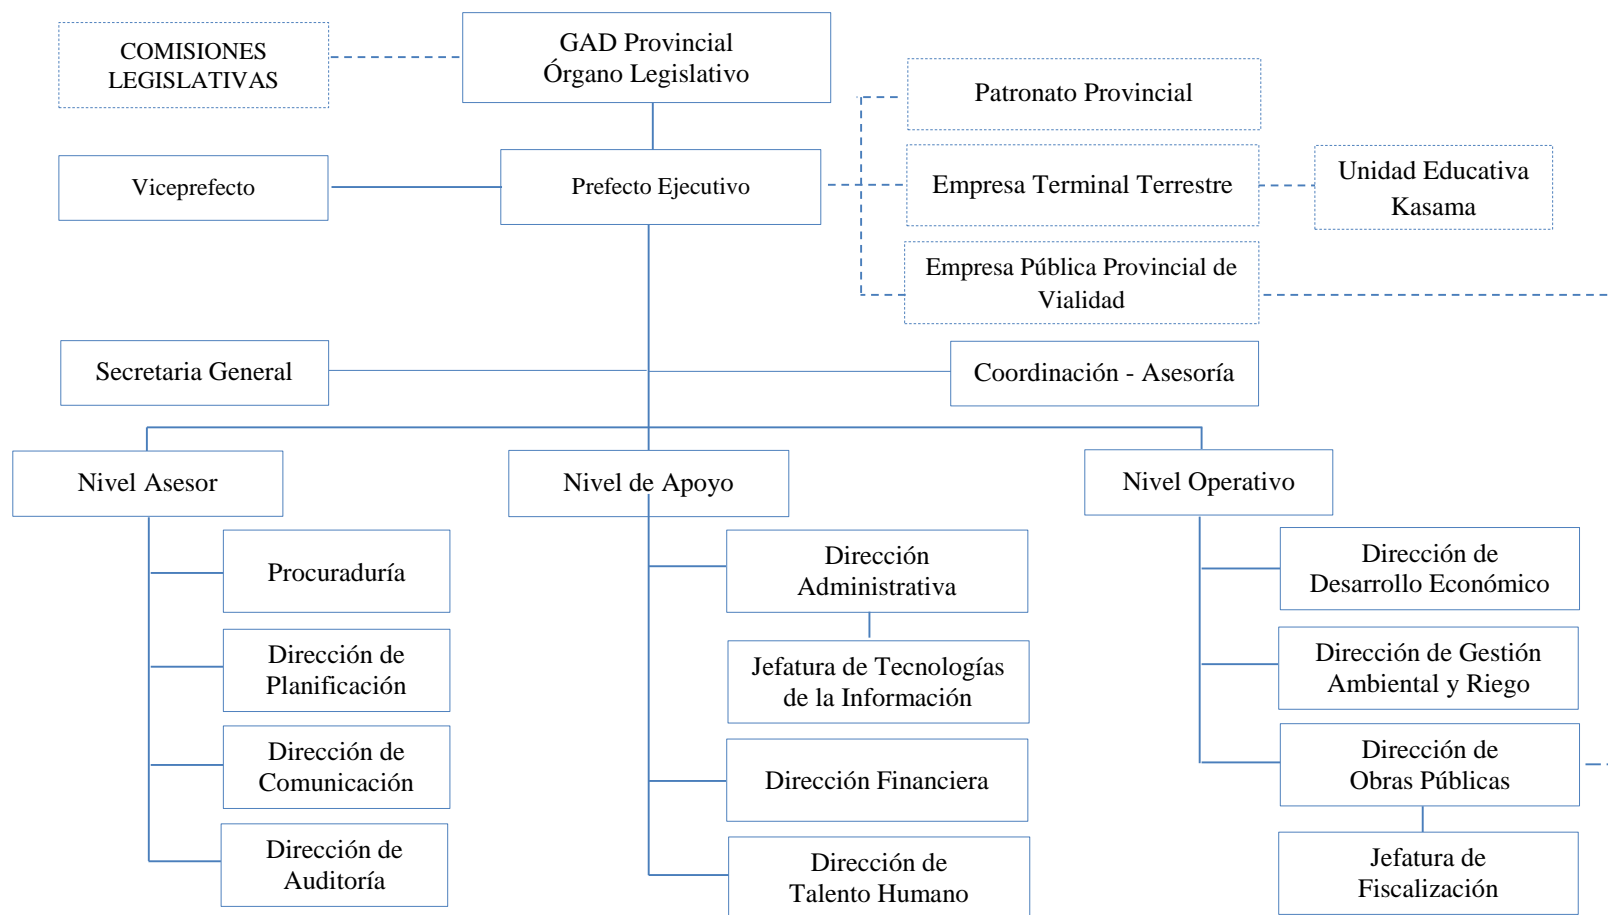 COMISIONES
LEGISLATIVAS
GAD Provincial
Órgano Legislativo
Patronato Provincial
Viceprefecto
Prefecto Ejecutivo
Empresa Terminal Terrestre
Unidad Educativa
Kasama
Empresa Pública Provincial de
Vialidad
Secretaria General
Coordinación - Asesoría
Nivel Asesor
Nivel de Apoyo
Nivel Operativo
Procuraduría
Dirección de
Planificación
Dirección de
Comunicación
Dirección de
Auditoría
Dirección
Administrativa
Jefatura de Tecnologías
de la Información
Dirección Financiera
Dirección de
Talento Humano
Dirección de
Desarrollo Económico
Dirección de Gestión
Ambiental y Riego
Dirección de
Obras Públicas
Jefatura de
Fiscalización